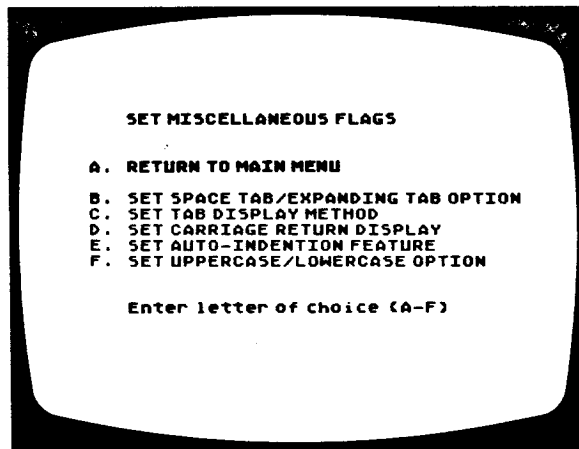 SET MISCELLANEOUS FLAGS
A. RETURN TO MAIN MENU
B. SET SPACE TAB/EXPANDING TAB OPTION
C. SET TAB DISPLAY METHOD
D. SET CARRIAGE RETURN DISPLAY
E. SET AUTO-INDENTION FEATURE
F. SET UPPERCASE/LOWERCASE OPTION
Enter letter of choice (A-F)